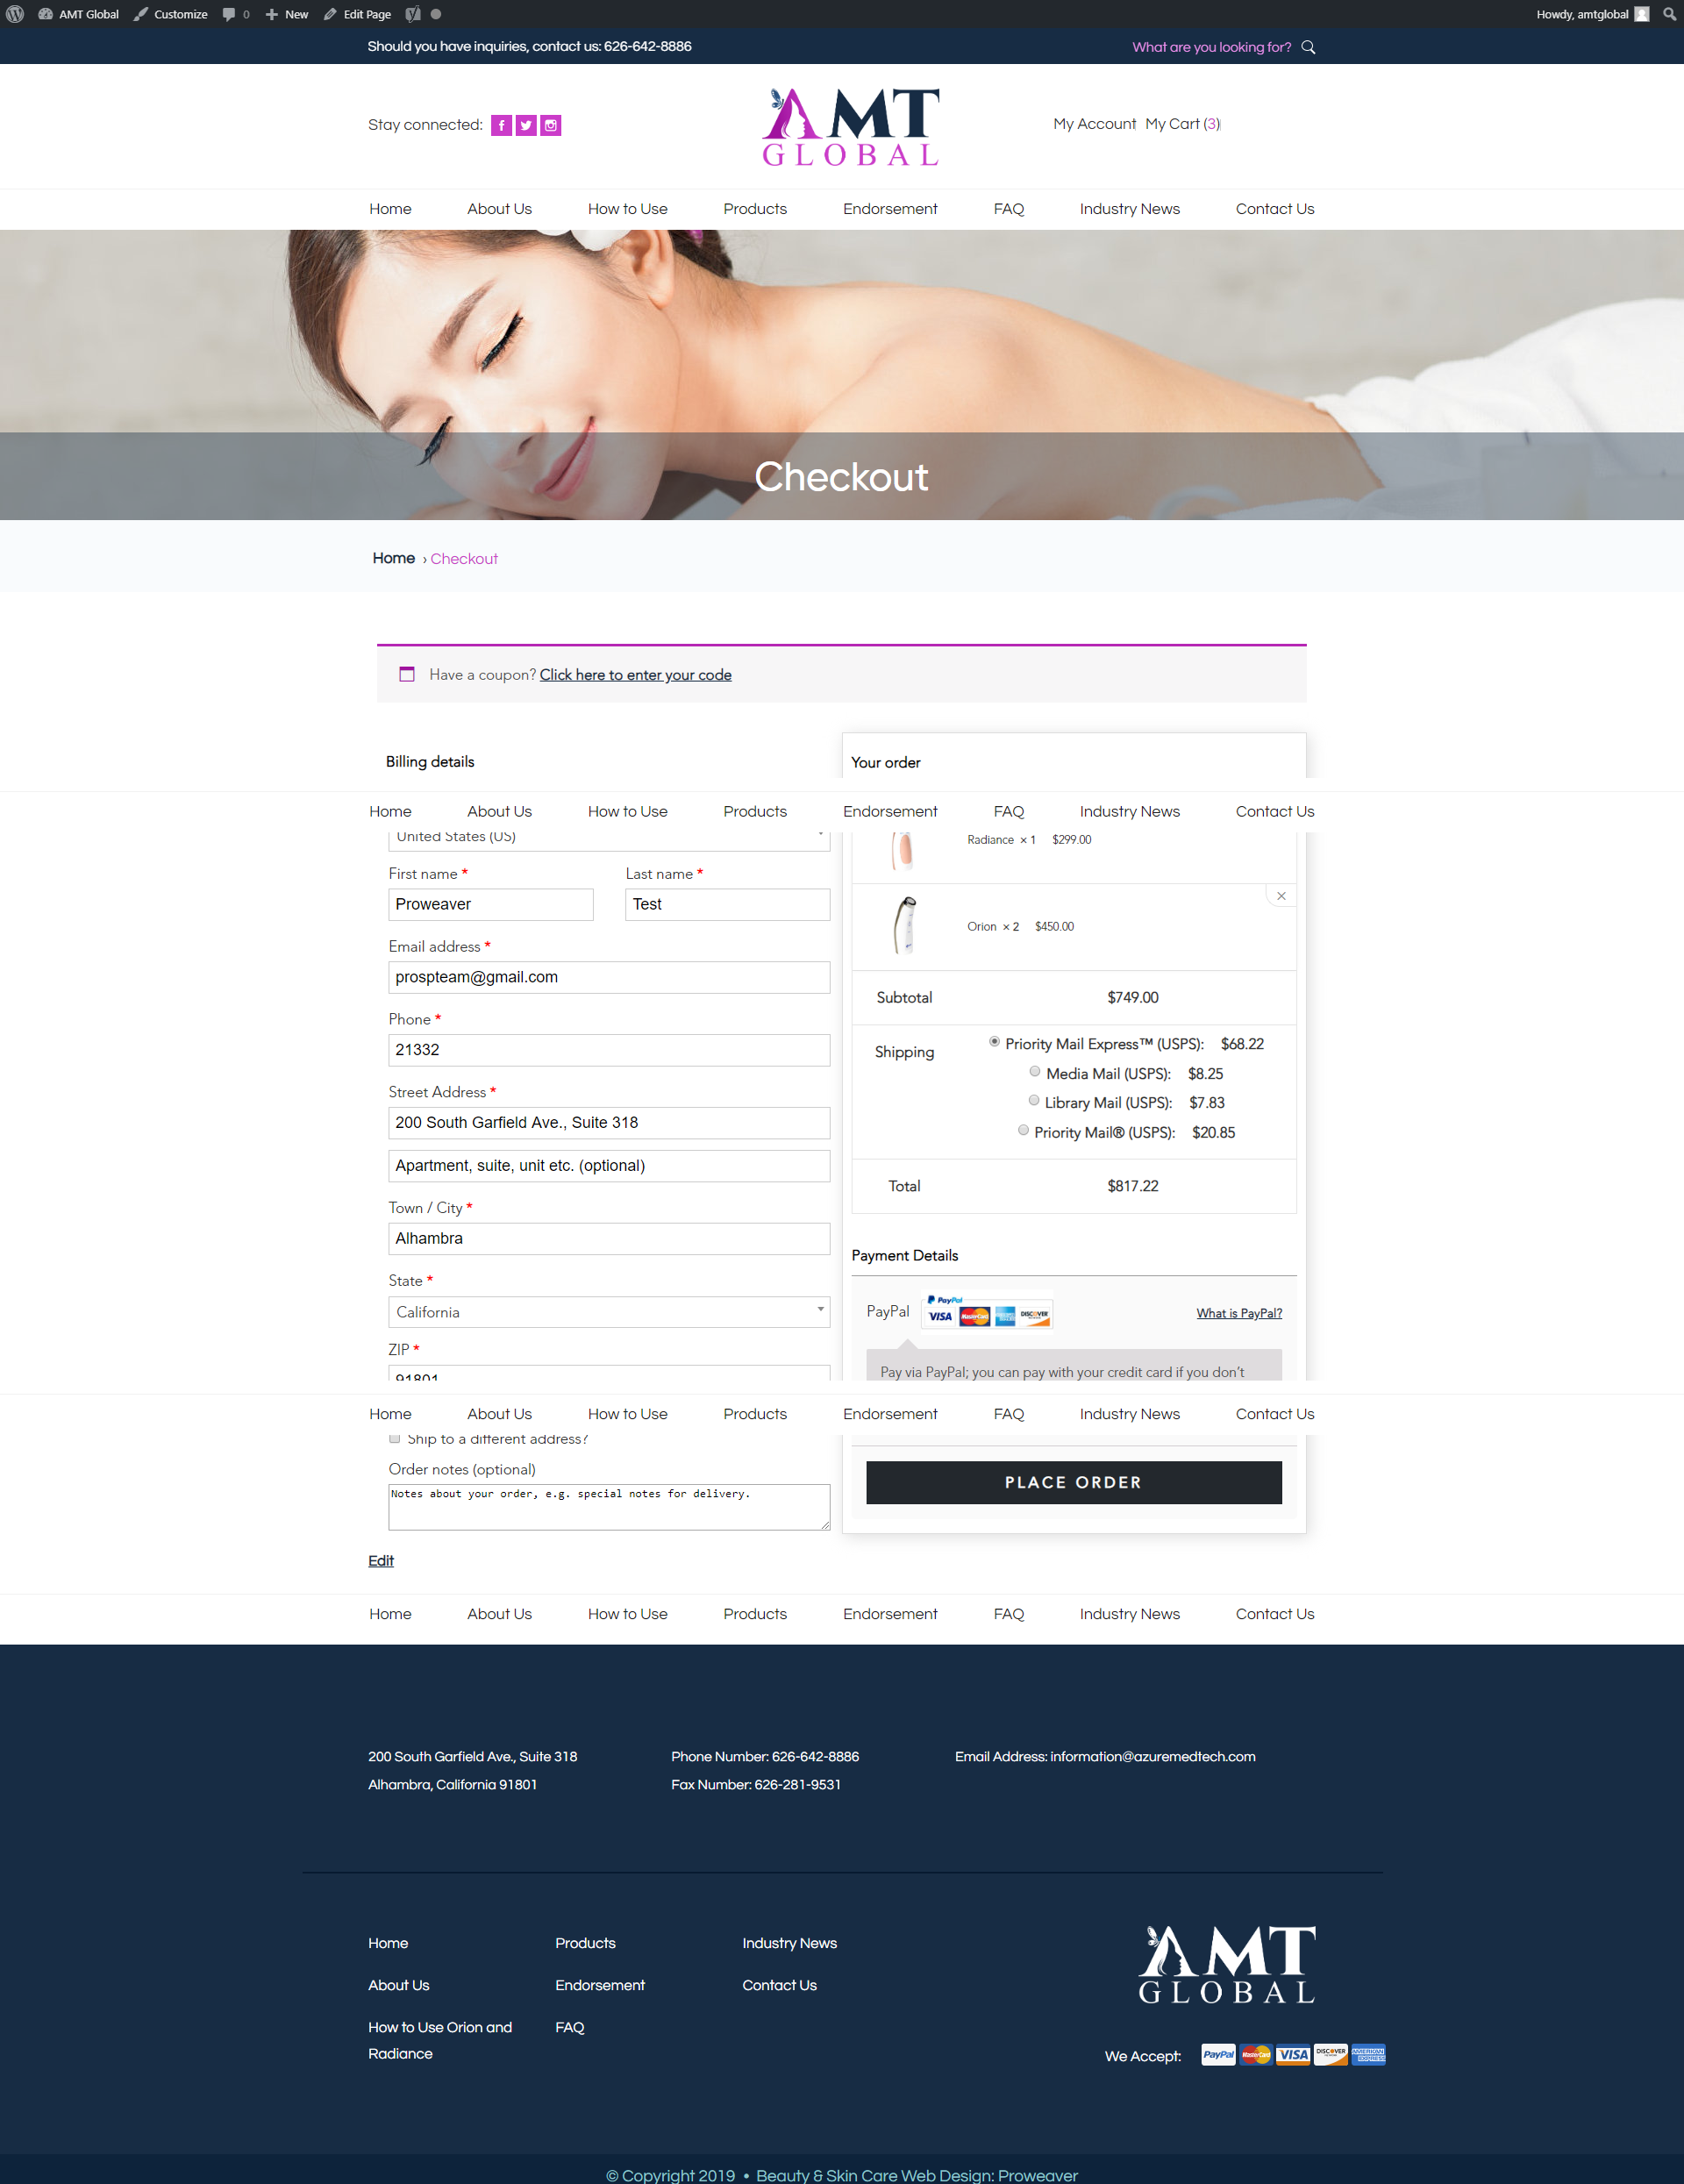 AMT Global Customize 0 New Edit Page Howdy, amtglobal
Should you have inquiries, contact us: 626-642-8886 What are you looking for?
Stay connected:
AMT
GLOBAL
My Account My Cart (3)
Home About Us How to Use Products Endorsement FAQ Industry News Contact Us
Checkout
Home › Checkout
Have a coupon? Click here to enter your code
Billing details
Your order
Home About Us How to Use Products Endorsement FAQ Industry News Contact Us
United States (US)
First name * Last name *
Proweaver Test
Email address *
prospteam@gmail.com
Phone *
21332
Street Address *
200 South Garfield Ave., Suite 318
Apartment, suite, unit etc. (optional)
Town / City *
Alhambra
State *
California
ZIP *
91801
Radiance × 1 $299.00
×
Orion × 2 $450.00
Subtotal $749.00
Shipping
Priority Mail Express™ (USPS): $68.22
Media Mail (USPS): $8.25
Library Mail (USPS): $7.83
Priority Mail® (USPS): $20.85
Total $817.22
Payment Details
PayPal PayPal VISA MasterCard AMERICAN EXPRESS DISCOVER What is PayPal?
Pay via PayPal; you can pay with your credit card if you don’t
Home About Us How to Use Products Endorsement FAQ Industry News Contact Us
Ship to a different address?
Order notes (optional)
Notes about your order, e.g. special notes for delivery.
PLACE ORDER
Edit
Home About Us How to Use Products Endorsement FAQ Industry News Contact Us
200 South Garfield Ave., Suite 318
Alhambra, California 91801
Phone Number: 626-642-8886
Fax Number: 626-281-9531
Email Address: information@azuremedtech.com
Home
About Us
How to Use Orion and
Radiance
Products
Endorsement
FAQ
Industry News
Contact Us
AMT
GLOBAL
We Accept: PayPal MasterCard VISA DISCOVER AMERICAN EXPRESS
© Copyright 2019 • Beauty & Skin Care Web Design: Proweaver